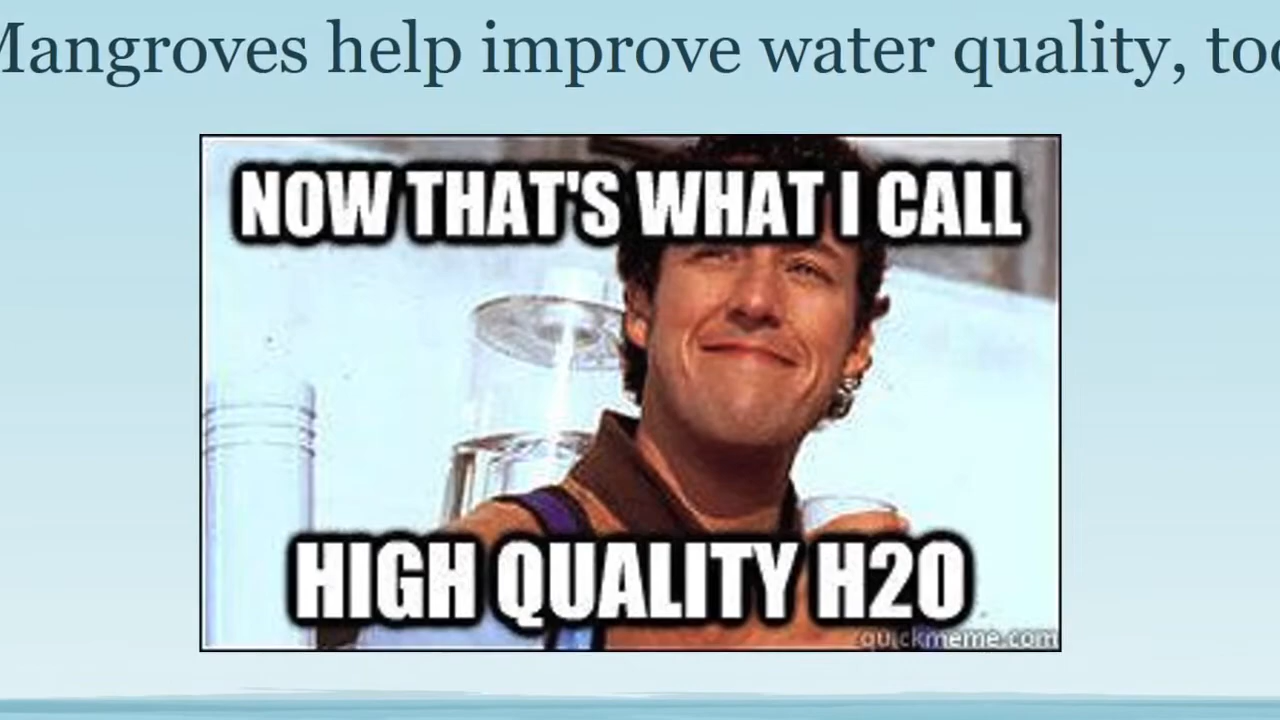 Mangroves help improve water quality, too
NOW THAT'S WHAT I CALL
HIGH QUALITY H2O
quickmeme.com